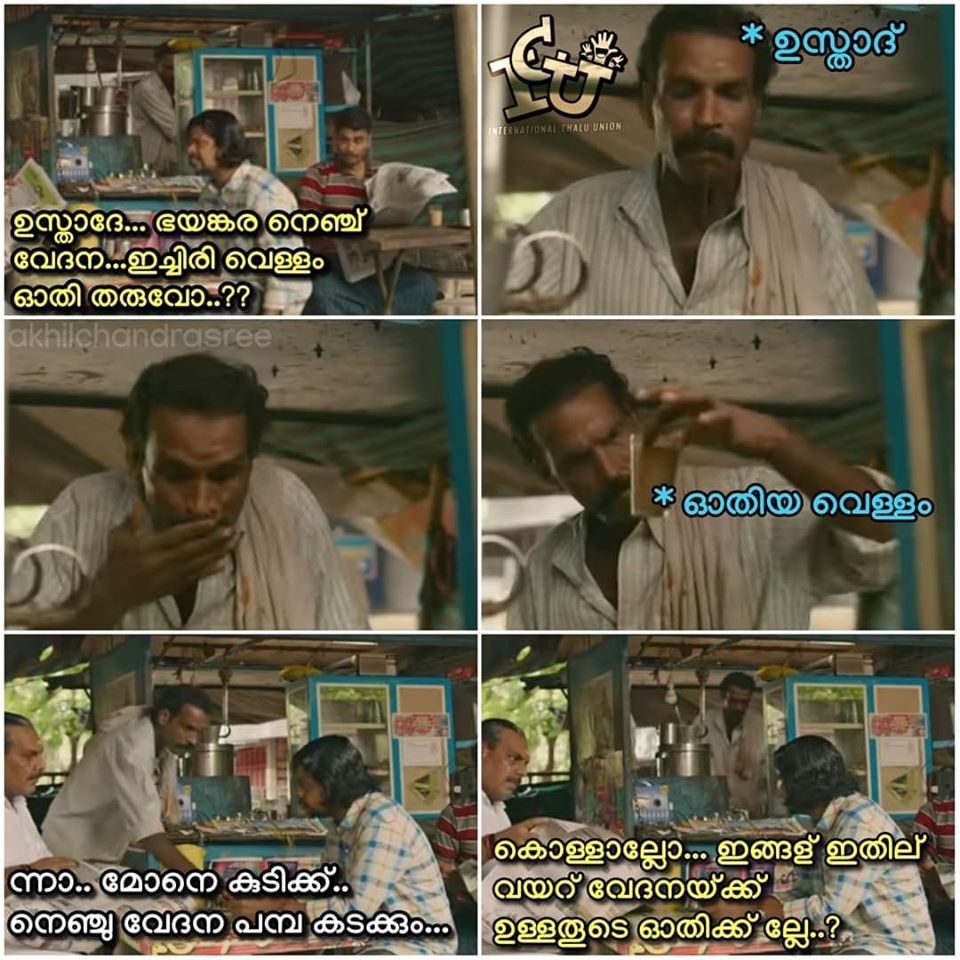 ഉസ്താദേ... ഭയങ്കര നെഞ്ച്
വേദന...ഇച്ചിരി വെള്ളം
ഓതി തരുവോ..??
ICU
INTERNATIONAL CHALU UNION
* ഉസ്താദ്
akhilchandrasree
* ഓതിയ വെള്ളം
ന്നാ.. മോനെ കുടിക്ക്..
നെഞ്ചു വേദന പമ്പ കടക്കും...
കൊള്ളാല്ലോ... ഇങ്ങള് ഇതില്
വയറ് വേദനയ്ക്ക്
ഉള്ളതൂടെ ഓതിക്ക് ല്ലേ..?